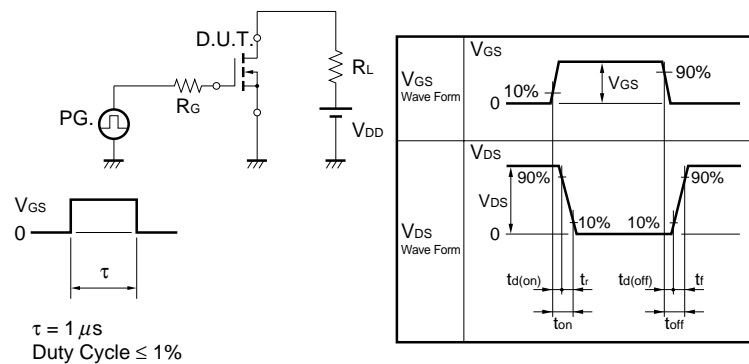 D.U.T.
RL
RG
PG.
VDD
VGS
0
τ
τ = 1 μs
Duty Cycle ≤ 1%
VGS
Wave Form
VGS
10%
VGS
90%
0
VDS
Wave Form
VDS
90%
90%
VDS
10%
10%
0
td(on)
tr
td(off)
tf
ton
toff